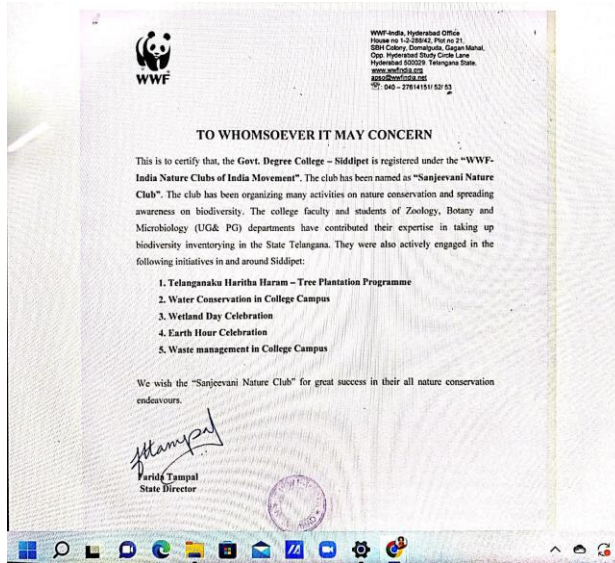 WWF-India, Hyderabad Office
House no 1-2-288/42, Plot no 21,
SBH Colony, Domalguda, Gagan Mahal,
Opp. Hyderabad Study Circle Lane
Hyderabad 500029. Telangana State.
www.wwfindia.org
apso@wwfindia.net
: 040 – 27614151/ 52/ 53
WWF
TO WHOMSOEVER IT MAY CONCERN
This is to certify that, the Govt. Degree College – Siddipet is registered under the “WWF-
India Nature Clubs of India Movement”. The club has been named as “Sanjeevani Nature
Club”. The club has been organizing many activities on nature conservation and spreading
awareness on biodiversity. The college faculty and students of Zoology, Botany and
Microbiology (UG& PG) departments have contributed their expertise in taking up
biodiversity inventorying in the State Telangana. They were also actively engaged in the
following initiatives in and around Siddipet:
1. Telanganaku Haritha Haram – Tree Plantation Programme
2. Water Conservation in College Campus
3. Wetland Day Celebration
4. Earth Hour Celebration
5. Waste management in College Campus
We wish the “Sanjeevani Nature Club” for great success in their all nature conservation
endeavours.
Farida Tampal
State Director